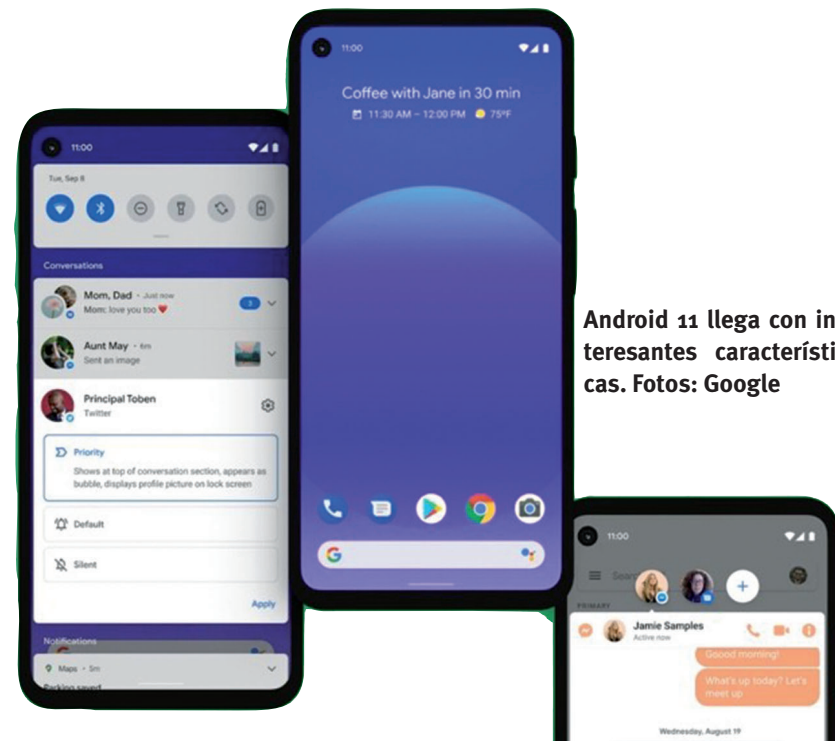 11:00
Coffee with Jane in 30 min
11:30 AM – 12:00 PM 75°F
11:00
Tue, Sep 8
Conversations
Mom, Dad · Just now
Mom: love you too ❤
3
Aunt May · 6m
Sent an image
Principal Toben
Twitter
Priority
Shows at top of conversation section, appears as
bubble, displays profile picture on lock screen
Default
Silent
Apply
Notifications
Maps · 5m
Parking saved
Android 11 llega con in
teresantes característi
cas. Fotos: Google
11:00
PRIMARY
Jamie Samples
Active now
Goood morning!
What's up today? Let's
meet up
Wednesday, August 19